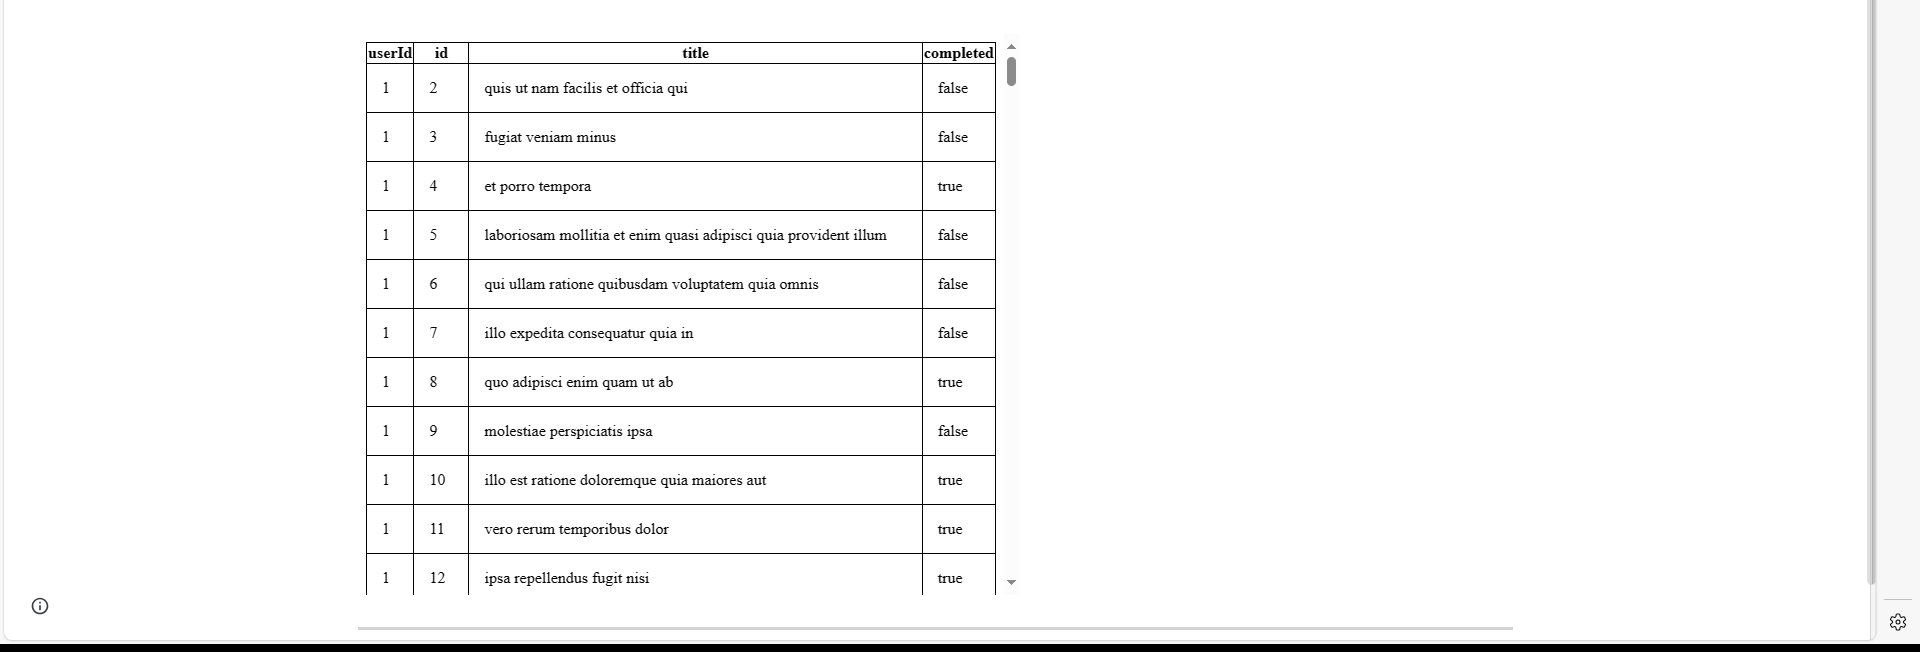 userId id title completed
1 2 quis ut nam facilis et officia qui false
1 3 fugiat veniam minus false
1 4 et porro tempora true
1 5 laboriosam mollitia et enim quasi adipisci quia provident illum false
1 6 qui ullam ratione quibusdam voluptatem quia omnis false
1 7 illo expedita consequatur quia in false
1 8 quo adipisci enim quam ut ab true
1 9 molestiae perspiciatis ipsa false
1 10 illo est ratione doloremque quia maiores aut true
1 11 vero rerum temporibus dolor true
1 12 ipsa repellendus fugit nisi true